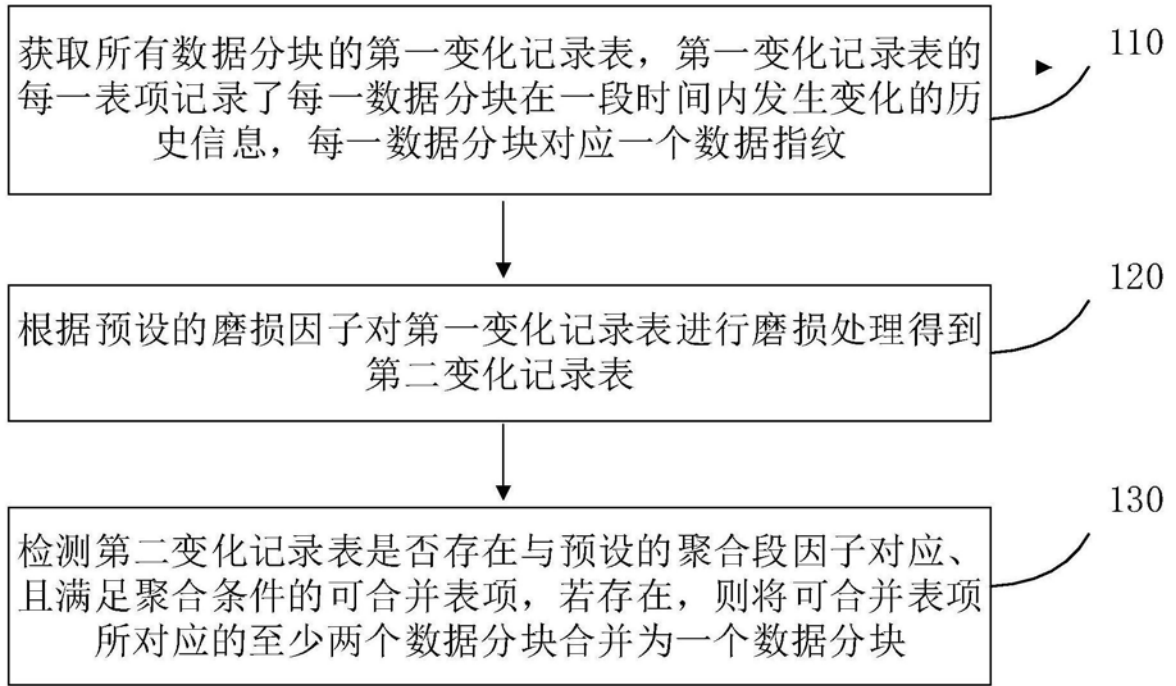 获取所有数据分块的第一变化记录表，第一变化记录表的
每一表项记录了每一数据分块在一段时间内发生变化的历
史信息，每一数据分块对应一个数据指纹
110
根据预设的磨损因子对第一变化记录表进行磨损处理得到
第二变化记录表
120
检测第二变化记录表是否存在与预设的聚合段因子对应、
且满足聚合条件的可合并表项，若存在，则将可合并表项
所对应的至少两个数据分块合并为一个数据分块
130